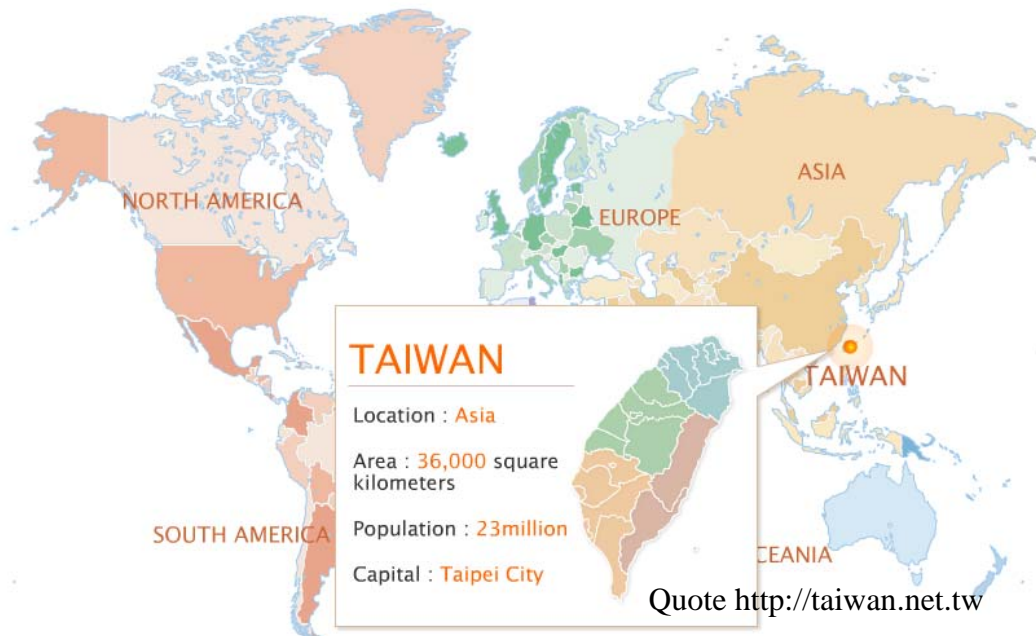 NORTH AMERICA
EUROPE
ASIA
TAIWAN
SOUTH AMERICA
CEANIA
TAIWAN
Location : Asia
Area : 36,000 square
kilometers
Population : 23million
Capital : Taipei City
Quote http://taiwan.net.tw